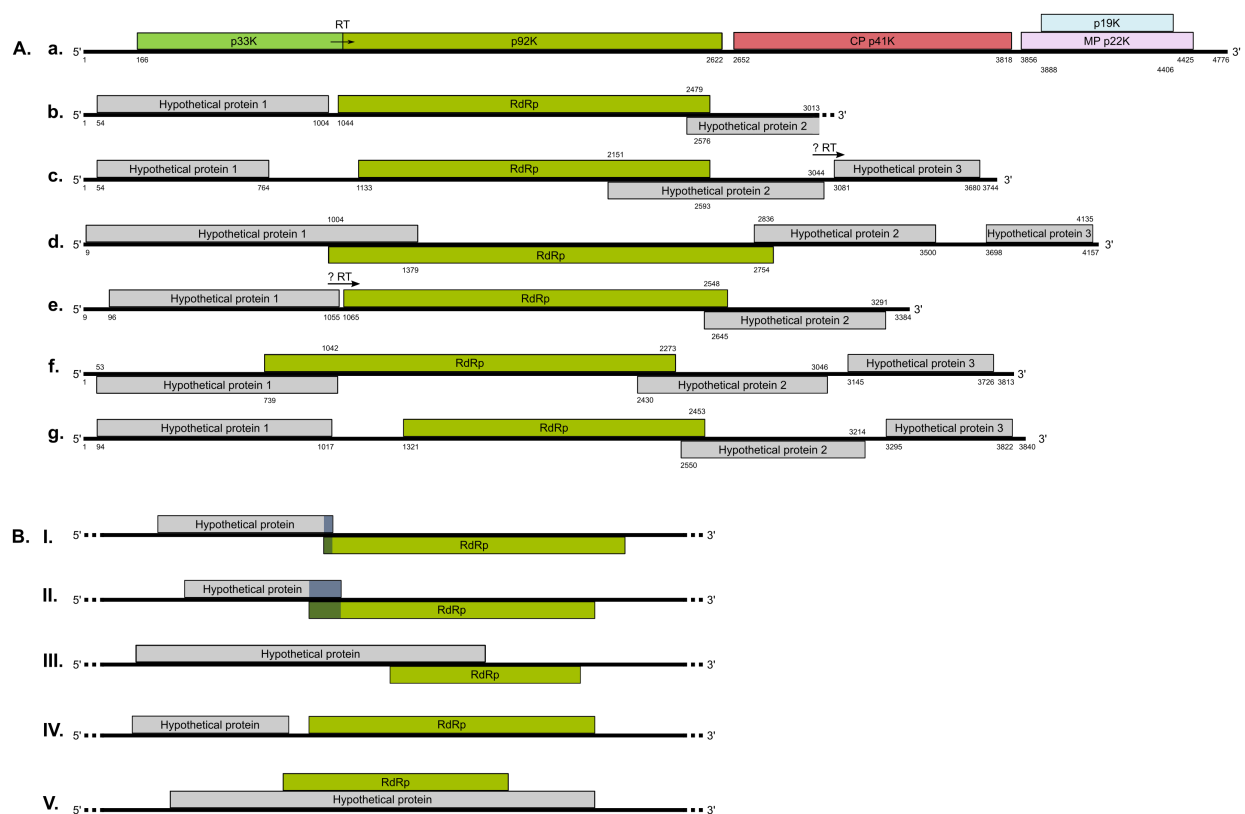 RT
p19K
A. a. p33K p92K CP p41K MP p22K
5' 3'
1 166 2622 2652 3818 3856 4425 4776
3888 4406
2479
b. Hypothetical protein 1 RdRp 3013
5' 3'
1 54 1004 1044 Hypothetical protein 2
2576
? RT
2151
c. Hypothetical protein 1 RdRp 3044 Hypothetical protein 3
5' 3'
1 54 764 1133 Hypothetical protein 2 3081 3680 3744
2593
1004 2836 4135
d. Hypothetical protein 1 Hypothetical protein 2 Hypothetical protein 3
5' 3'
9 RdRp 3500 3698 4157
1379 2754
? RT 2548
e. Hypothetical protein 1 RdRp 3291
5' 3'
9 96 1055 1065 Hypothetical protein 2 3384
2645
1042 2273
f. 53 RdRp 3046 Hypothetical protein 3
5' 3'
1 Hypothetical protein 1 Hypothetical protein 2 3145 3726 3813
739 2430
2453
g. Hypothetical protein 1 RdRp 3214 Hypothetical protein 3
5' 3'
1 94 1017 1321 Hypothetical protein 2 3295 3822 3840
2550
B. I. Hypothetical protein
5' 3'
RdRp
II. Hypothetical protein
5' 3'
RdRp
III. Hypothetical protein
5' 3'
RdRp
IV. Hypothetical protein RdRp
5' 3'
RdRp
V. Hypothetical protein
5' 3'